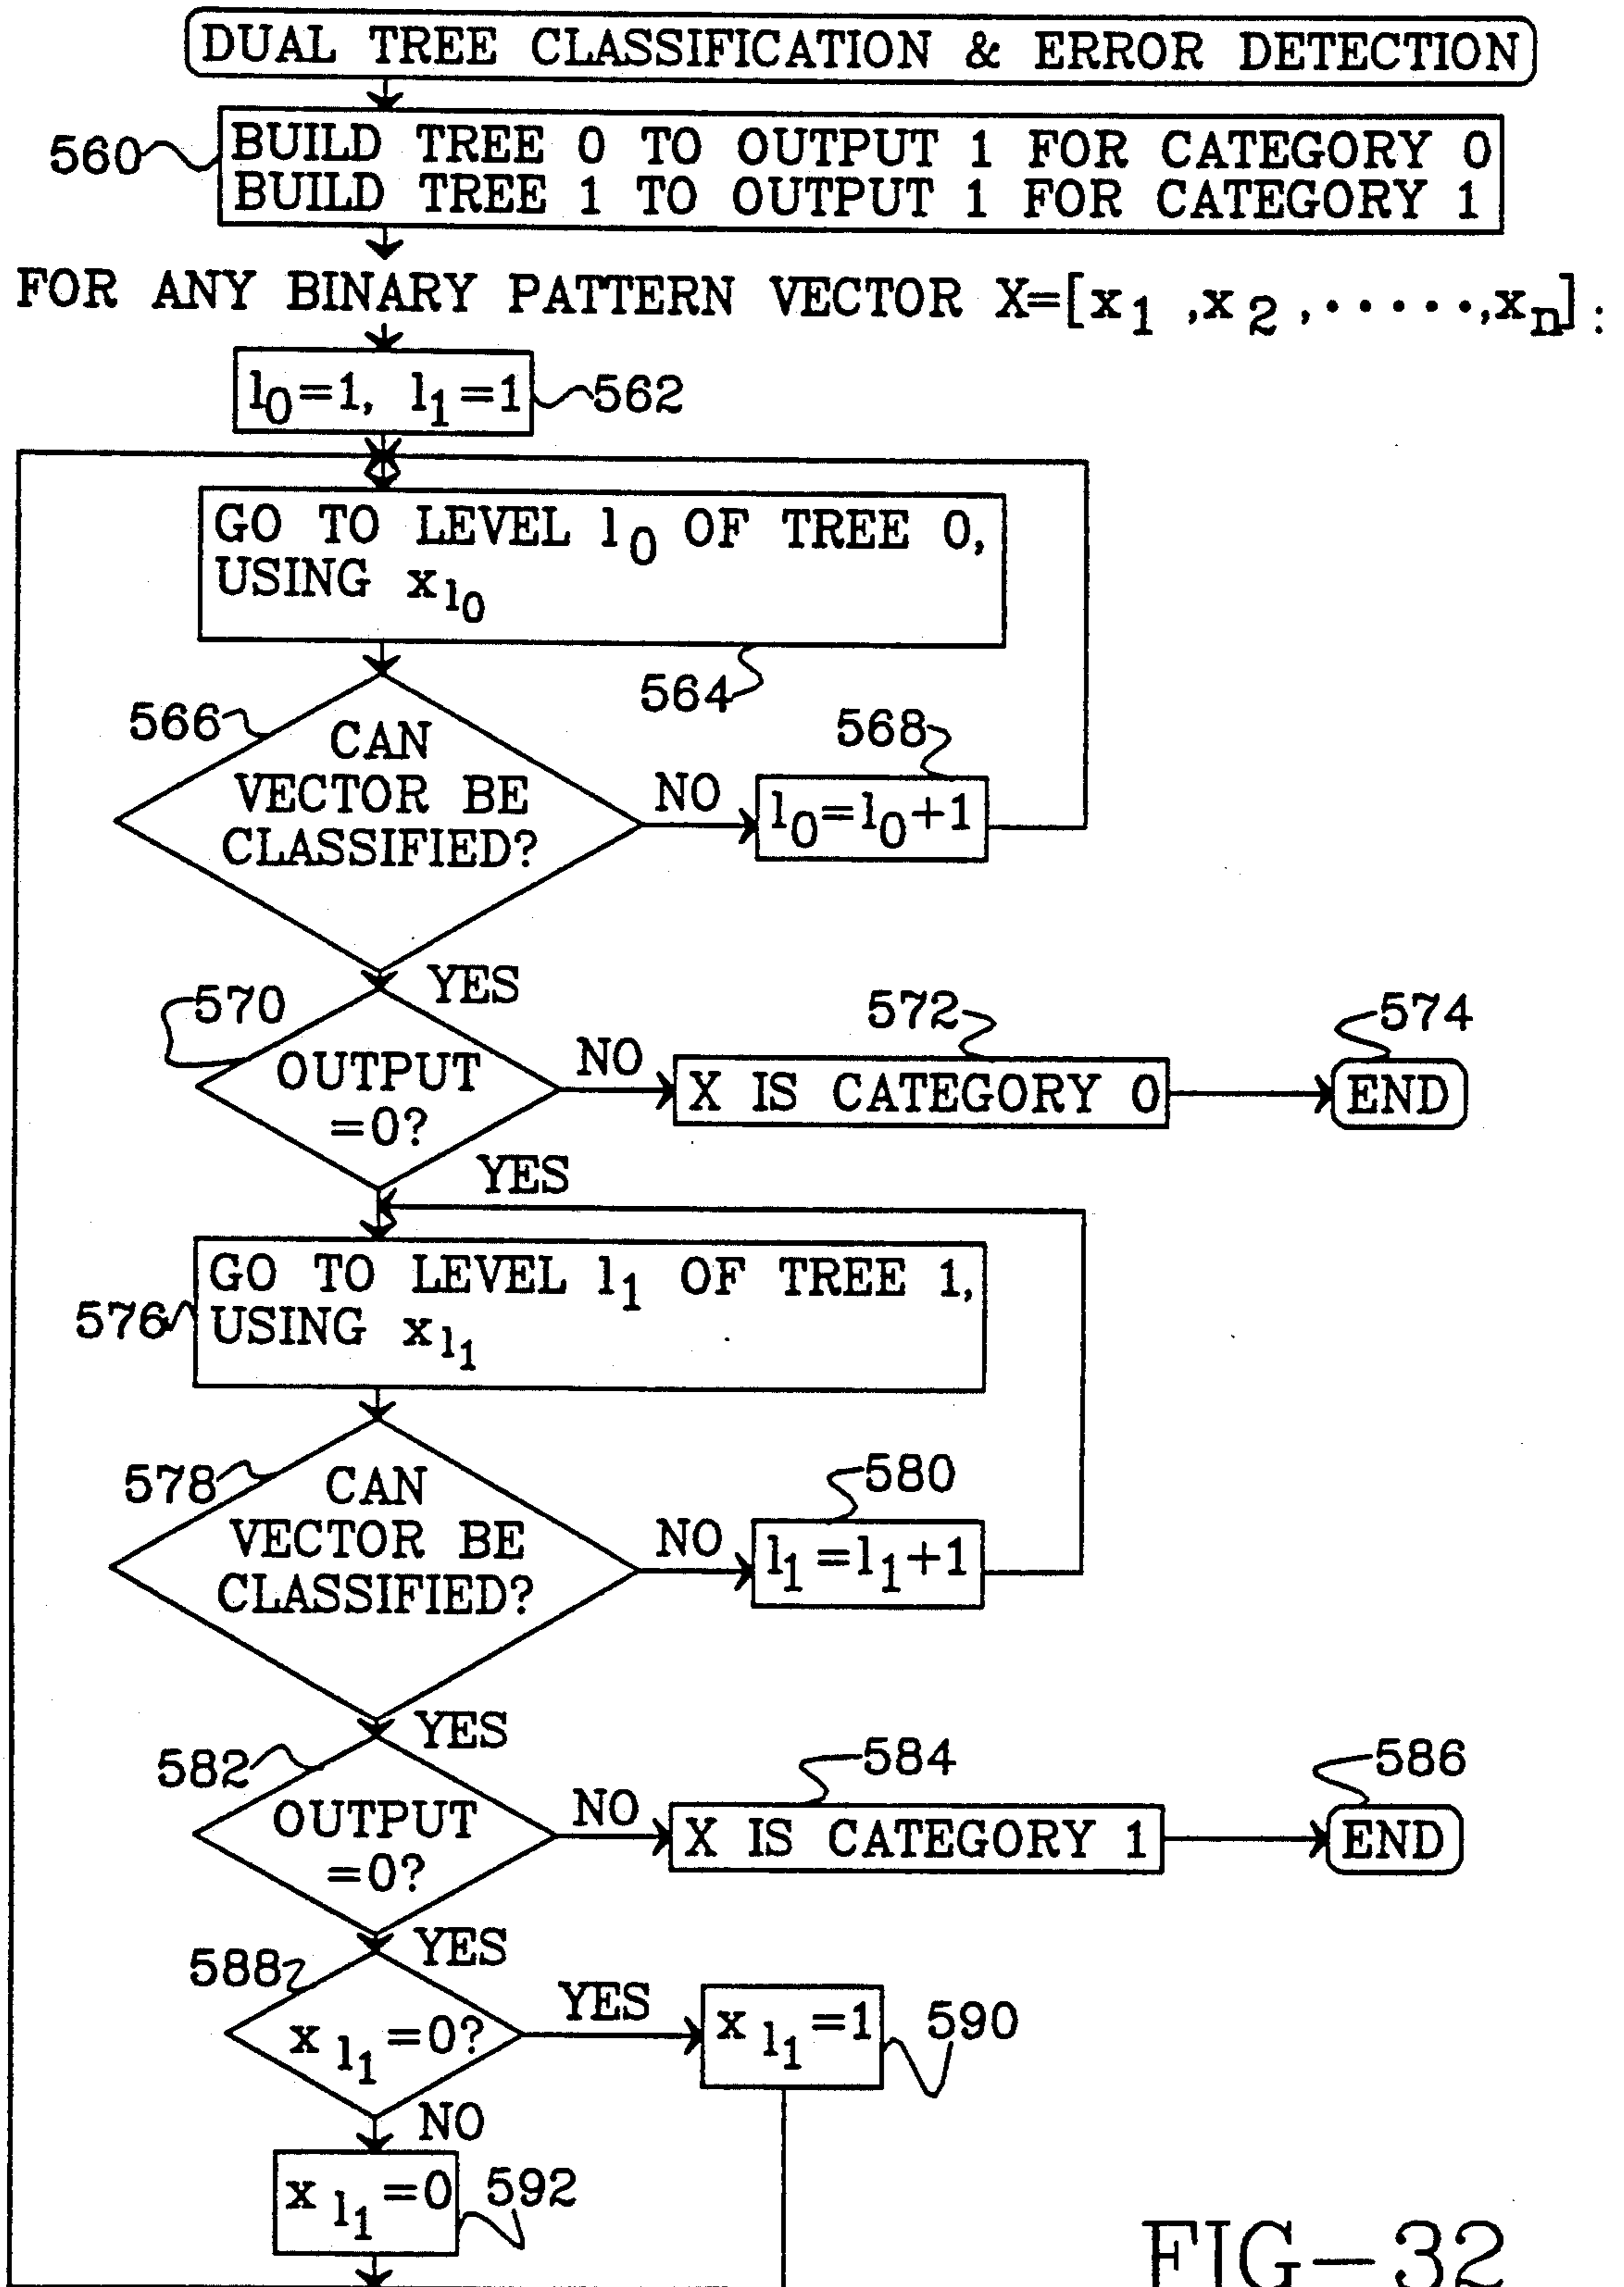 DUAL TREE CLASSIFICATION & ERROR DETECTION
560
BUILD TREE 0 TO OUTPUT 1 FOR CATEGORY 0
BUILD TREE 1 TO OUTPUT 1 FOR CATEGORY 1
FOR ANY BINARY PATTERN VECTOR X=[x1 ,x2 ,·····,xn] :
l0=1, l1=1
562
GO TO LEVEL l0 OF TREE 0,
USING xl0
564
566
CAN
VECTOR BE
CLASSIFIED?
NO
568
l0=l0+1
YES
570
OUTPUT
=0?
NO
572
X IS CATEGORY 0
574
END
YES
GO TO LEVEL l1 OF TREE 1,
USING xl1
576
578
CAN
VECTOR BE
CLASSIFIED?
NO
580
l1=l1+1
YES
582
OUTPUT
=0?
NO
584
X IS CATEGORY 1
586
END
YES
588
xl1=0?
YES
xl1=1
590
NO
xl1=0
592
FIG-32